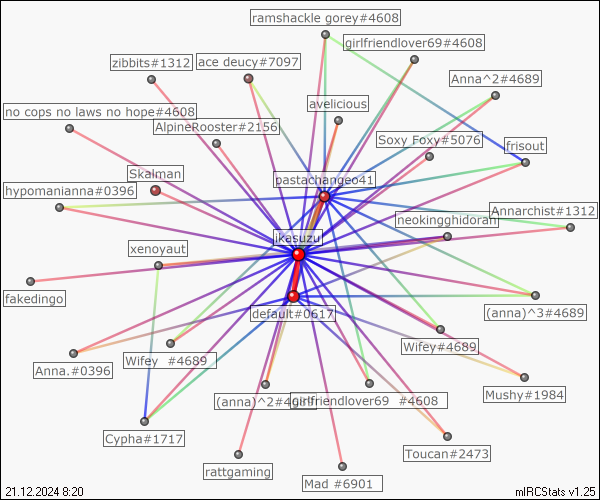 ramshackle gorey#4608
girlfriendlover69#4608
zibbits#1312
ace deucy#7097
Anna^2#4689
no cops no laws no hope#4608
avelicious
AlpineRooster#2156
Soxy Foxy#5076
frisout
Skalman
pastachangeo41
hypomanianna#0396
Annarchist#1312
neokingghidorah
ikasuzu
xenoyaut
fakedingo
(anna)^3#4689
default#0617
Wifey #4689
Wifey#4689
Anna.#0396
Mushy#1984
(anna)^2#4
girlfriendlover69 #4608
Cypha#1717
Toucan#2473
rattgaming
Mad #6901
21.12.2024 8:20
mIRCStats v1.25